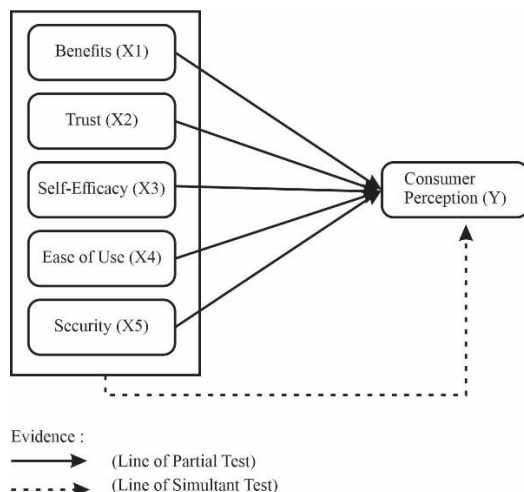 Benefits (X1)
Trust (X2)
Self-Efficacy (X3)
Ease of Use (X4)
Security (X5)
Consumer
Perception (Y)
Evidence :
(Line of Partial Test)
(Line of Simultant Test)